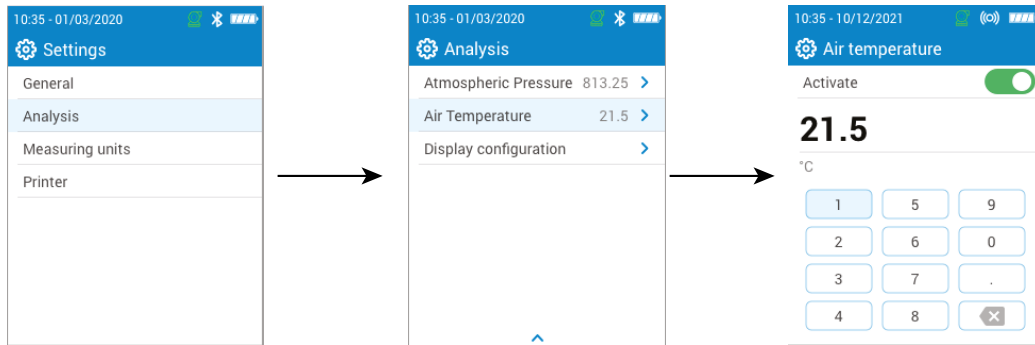 10:35 - 01/03/2020
Settings
General
Analysis
Measuring units
Printer
10:35 - 01/03/2020
Analysis
Atmospheric Pressure 813.25
Air Temperature 21.5
Display configuration
10:35 - 10/12/2021
Air temperature
Activate
21.5
°C
1 5 9
2 6 0
3 7 .
4 8